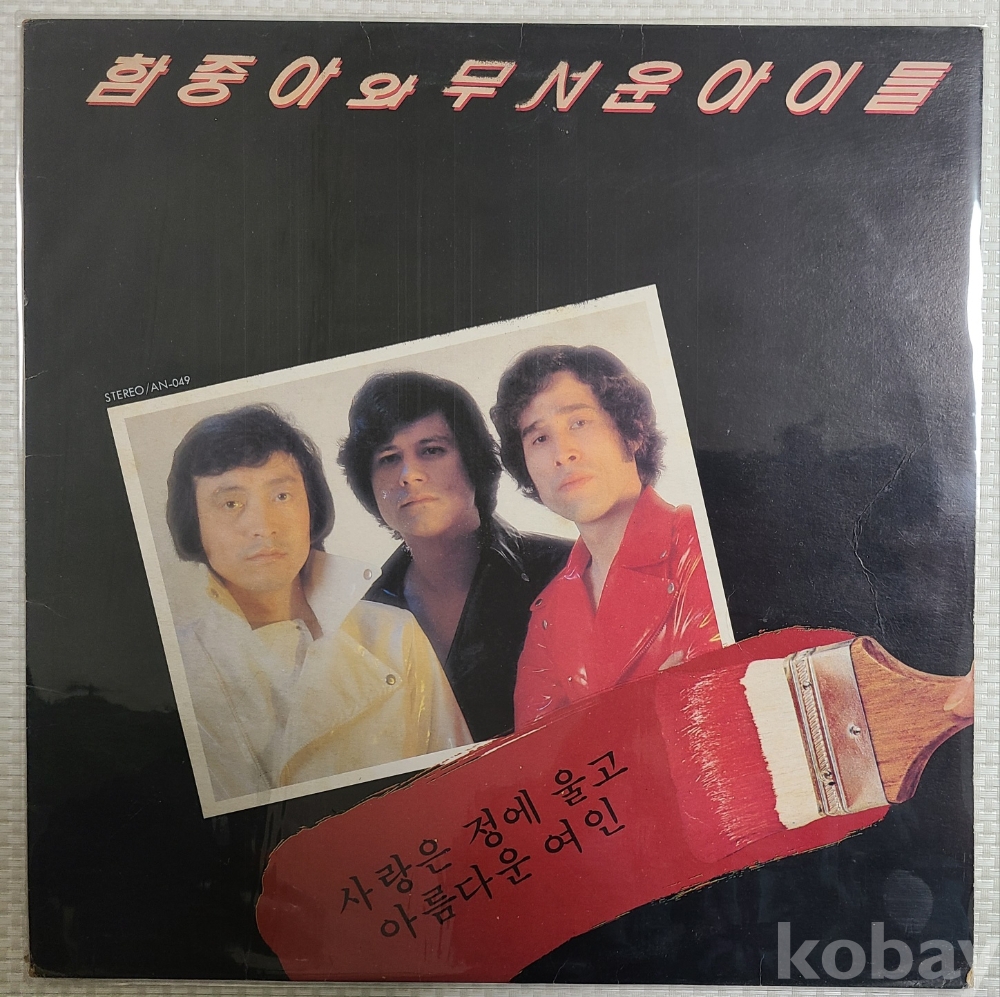 함중아와 무서운아이들
STEREO/AN-049
사랑은 정에 울고
아름다운 여인
kobay